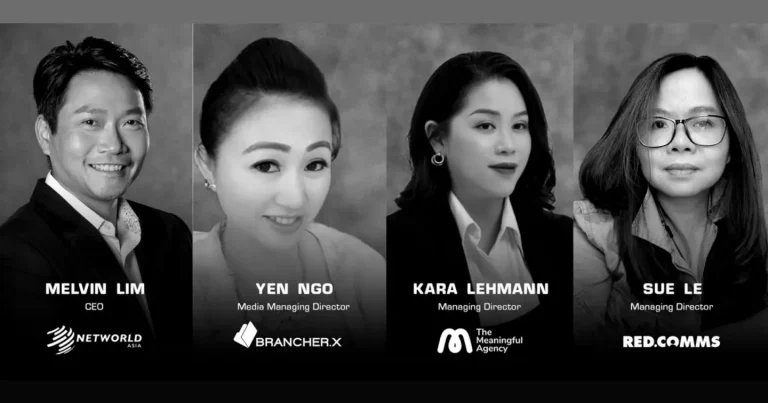 MELVIN LIM
CEO
NETWORLD
ASIA
YEN NGO
Media Managing Director
BRANCHER.X
KARA LEHMANN
Managing Director
The
Meaningful
Agency
SUE LE
Managing Director
RED.COMMS